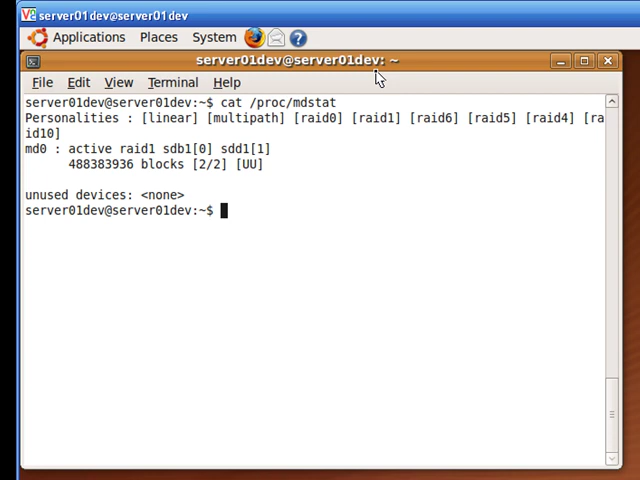 server01dev@server01dev
Applications Places System
server01dev@server01dev: ~
File Edit View Terminal Help
server01dev@server01dev:~$ cat /proc/mdstat
Personalities : [linear] [multipath] [raid0] [raid1] [raid6] [raid5] [raid4] [ra
id10]
md0 : active raid1 sdb1[0] sdd1[1]
      488383936 blocks [2/2] [UU]
unused devices: <none>
server01dev@server01dev:~$